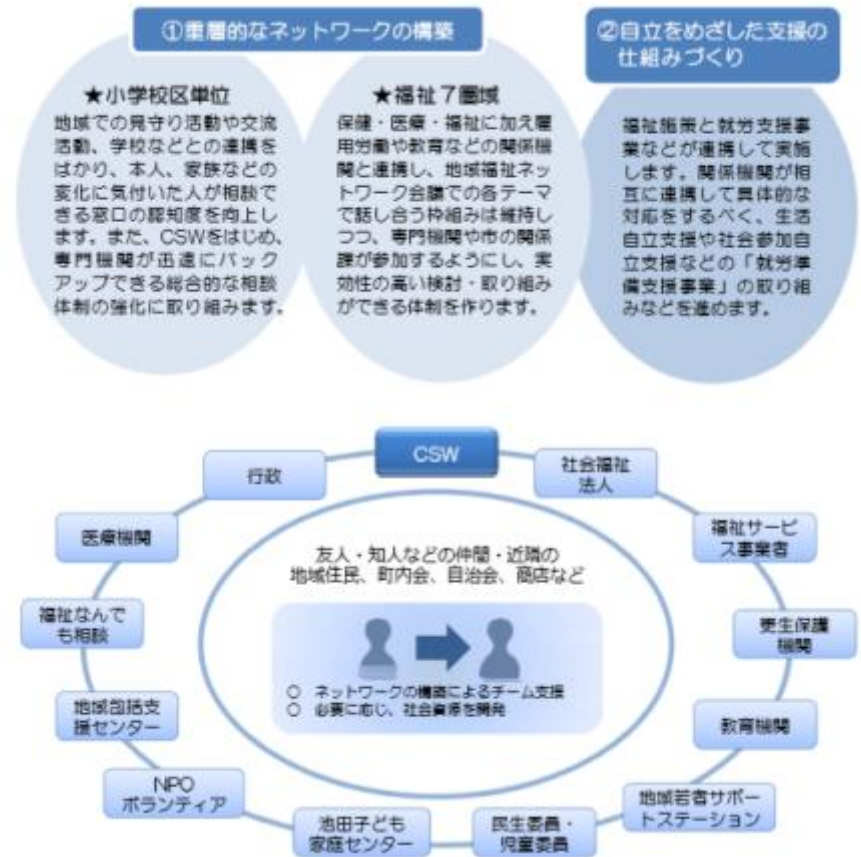 ①重層的なネットワークの構築
②自立をめざした支援の
仕組みづくり
★小学校区単位
地域での見守り活動や交流
活動、学校などとの連携を
はかり、本人、家族などの
変化に気付いた人が相談で
きる窓口の認知度を向上し
ます。また、CSWをはじめ、
専門機関が迅速にバック
アップできる総合的な相談
体制の強化に取り組みます。
★福祉7圏域
保健・医療・福祉に加え雇
用労働や教育などの関係機
関と連携し、地域福祉ネッ
トワーク会議での各テーマ
で話し合う枠組みは維持し
つつ、専門機関や市の関係
課が参加するようにし、実
効性の高い検討・取り組み
ができる体制を作ります。
福祉施策と就労支援事
業などが連携して実施
します。関係機関が相
互に連携して具体的な
対応をするべく、生活
自立支援や社会参加自
立支援などの「就労準
備支援事業」の取り組
みなどを進めます。
CSW
行政
社会福祉
法人
医療機関
福祉サービ
ス事業者
友人・知人などの仲間・近隣の
地域住民、町内会、自治会、商店など
福祉なんで
も相談
更生保護
機関
○ ネットワークの構築によるチーム支援
○ 必要に応じ、社会資源を開発
地域包括支
援センター
教育機関
NPO
ボランティア
地域若者サポー
トステーション
池田子ども
家庭センター
民生委員・
児童委員